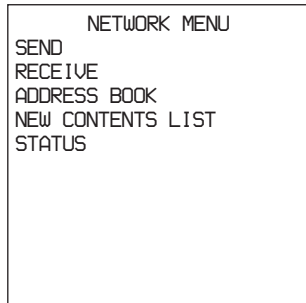 NETWORK MENU
SEND
RECEIVE
ADDRESS BOOK
NEW CONTENTS LIST
STATUS